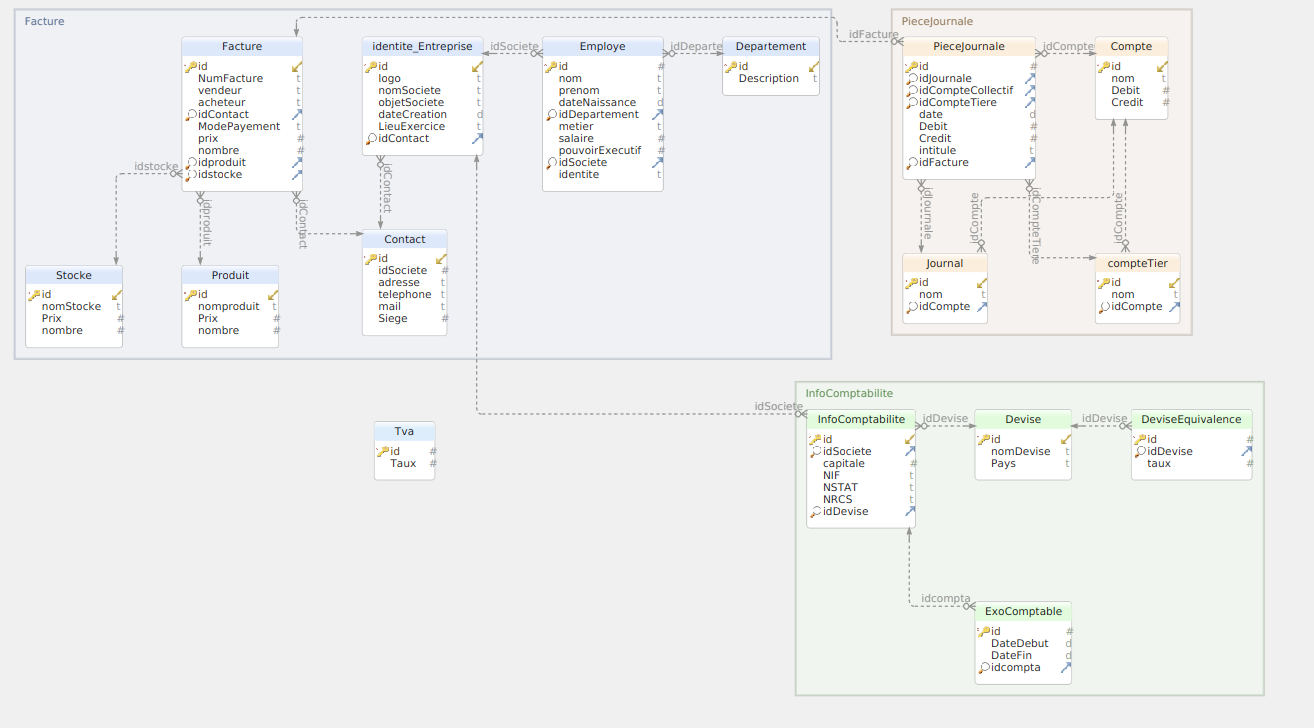 Facture
Facture
id #
NumFacture t
vendeur t
acheteur t
idContact
ModePayement t
prix #
nombre #
idproduit
idstocke
identite_Entreprise
id
logo t
nomSociete t
objetSociete t
dateCreation d
LieuExercice t
idContact
idSociete
Employe
id #
nom t
prenom t
dateNaissance d
idDepartement
metier t
salaire #
pouvoirExecutif #
idSociete
identite t
idDeparte
Departement
id
Description t
idstocke
idproduit
idContact
idContact
Stocke
id
nomStocke t
Prix #
nombre #
Produit
id
nomproduit t
Prix #
nombre #
Contact
id
idSociete #
adresse t
telephone t
mail t
Siege #
PieceJournale
idFacture
PieceJournale
id #
idJournale
idCompteCollectif
idCompteTiere
date d
Debit #
Credit #
intitule t
idFacture
idCompte
Compte
id
nom t
Debit #
Credit #
idJournale
idCompte
idCompteTiere
idCompte
Journal
id
nom t
idCompte
compteTier
id
nom t
idCompte
Tva
id #
Taux #
InfoComptabilite
idSociete
InfoComptabilite
id
idSociete
capitale #
NIF t
NSTAT t
NRCS t
idDevise
idDevise
Devise
id
nomDevise t
Pays t
idDevise
DeviseEquivalence
id #
idDevise
taux #
idcompta
ExoComptable
id #
DateDebut d
DateFin d
idcompta